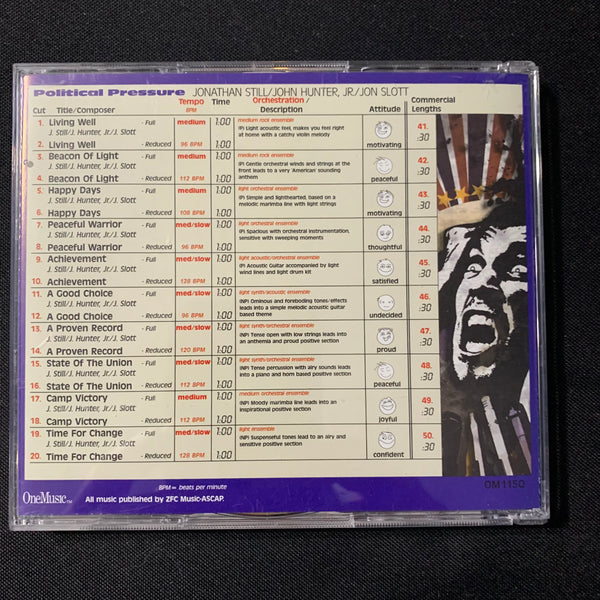 Political Pressure JONATHAN STILL/JOHN HUNTER, JR/JON SLOTT
Cut Title/Composer Tempo BPM Time Orchestration / Description Attitude Commercial Lengths
1. Living Well - Full medium 1:00 medium rock ensemble 41.
J. Still/J. Hunter, Jr./J. Slott (P) Light acoustic feel, makes you feel right :30
2. Living Well - Reduced 96 BPM 1:00 at home with a catchy violin melody motivating
3. Beacon Of Light - Full medium 1:00 medium rock ensemble 42.
J. Still/J. Hunter, Jr./J. Slott (P) Gentle orchestral winds and strings at the :30
4. Beacon Of Light - Reduced 112 BPM 1:00 front leads to a very American sounding anthem peaceful
5. Happy Days - Full medium 1:00 light orchestral ensemble 43.
J. Still/J. Hunter, Jr./J. Slott (P) Simple and lighthearted, based on a :30
6. Happy Days - Reduced 108 BPM 1:00 melodic marimba line with light strings motivating
7. Peaceful Warrior - Full med/slow 1:00 light orchestral ensemble 44.
J. Still/J. Hunter, Jr./J. Slott (P) Spacious with orchestral instrumentation, :30
8. Peaceful Warrior - Reduced 96 BPM 1:00 sensitive with sweeping moments thoughtful
9. Achievement - Full med/slow 1:00 light acoustic/orchestral ensemble 45.
J. Still/J. Hunter, Jr./J. Slott (P) Acoustic Guitar accompanied by light :30
10. Achievement - Reduced 128 BPM 1:00 wind lines and light drum kit satisfied
11. A Good Choice - Full med/slow 1:00 light synth/acoustic ensemble 46.
J. Still/J. Hunter, Jr./J. Slott (NP) Ominous and foreboding tones/effects :30
12. A Good Choice - Reduced 96 BPM 1:00 leads into a simple melodic acoustic guitar based theme undecided
13. A Proven Record - Full med/slow 1:00 light synth/orchestral ensemble 47.
J. Still/J. Hunter, Jr./J. Slott (NP) Tense open with low strings leads into :30
14. A Proven Record - Reduced 120 BPM 1:00 an anthemia and proud positive section proud
15. State Of The Union - Full med/slow 1:00 light synth/orchestral ensemble 48.
J. Still/J. Hunter, Jr./J. Slott (NP) Tense percussion with airy sounds leads :30
16. State Of The Union - Reduced 112 BPM 1:00 into a piano and horn based positive section peaceful
17. Camp Victory - Full medium 1:00 medium orchestral ensemble 49.
J. Still/J. Hunter, Jr./J. Slott (NP) Moody marimba line leads into an :30
18. Camp Victory - Reduced 112 BPM 1:00 inspirational positive section joyful
19. Time For Change - Full med/slow 1:00 light ensemble 50.
J. Still/J. Hunter, Jr./J. Slott (NP) Suspenseful tones lead to an airy and :30
20. Time For Change - Reduced 128 BPM 1:00 sensitive positive section confident
BPM= beats per minute
OneMusic™ All music published by ZFC Music-ASCAP. OM 115Q